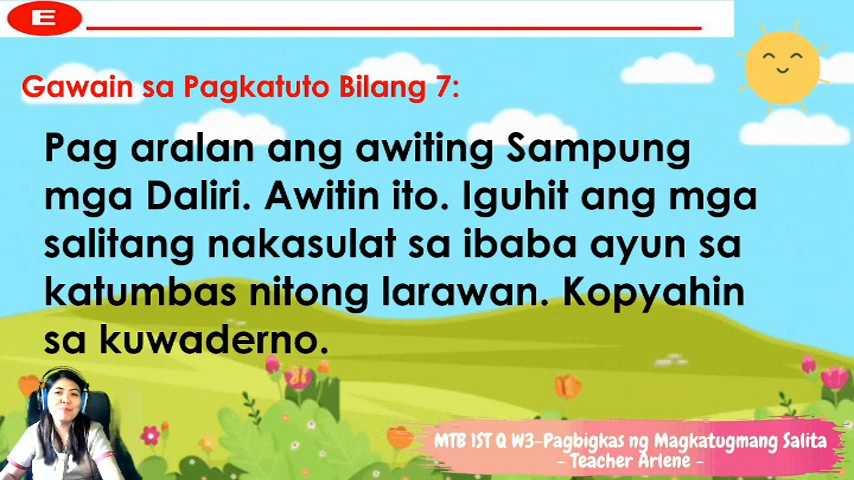 E
Gawain sa Pagkatuto Bilang 7:
Pag aralan ang awiting Sampung
mga Daliri. Awitin ito. Iguhit ang mga
salitang nakasulat sa ibaba ayun sa
katumbas nitong larawan. Kopyahin
sa kuwaderno.
MTB 1ST Q W3-Pagbigkas ng Magkatugmang Salita
- Teacher Arlene -